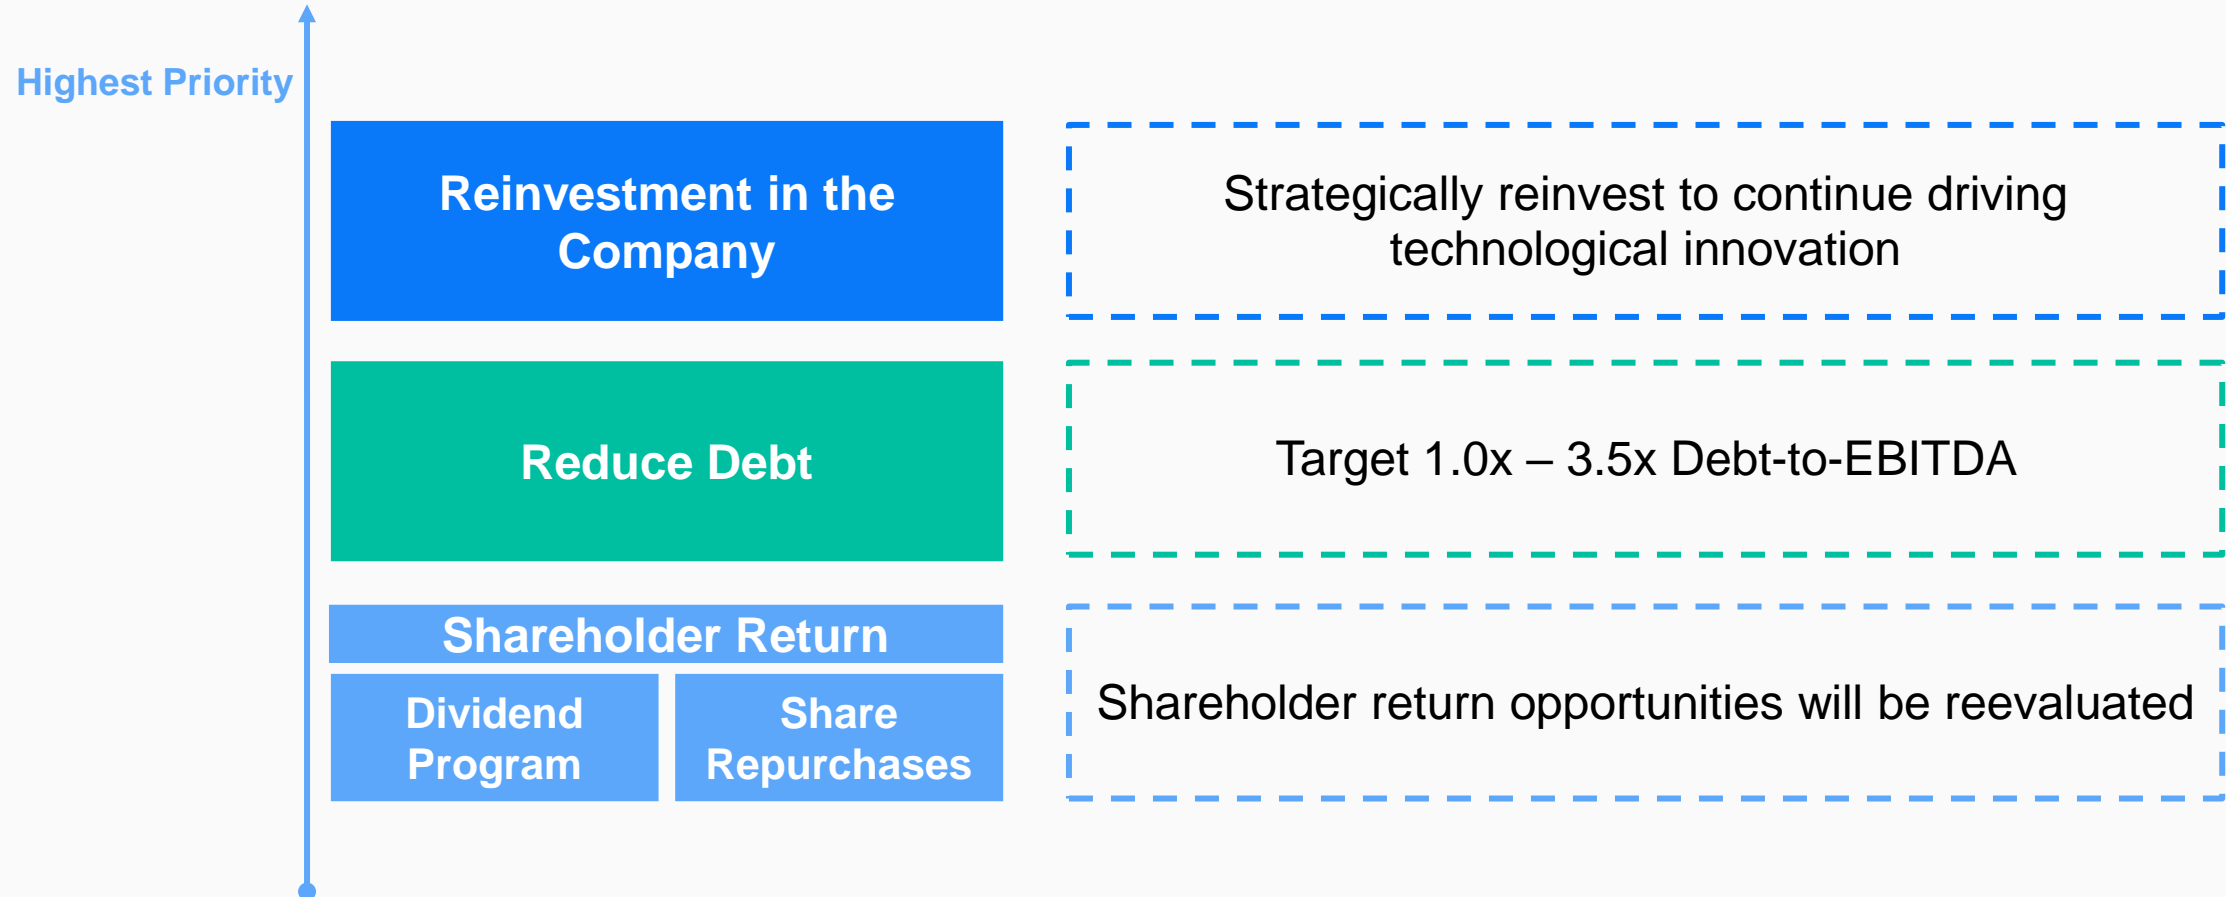 Highest Priority
Reinvestment in the
Company
Strategically reinvest to continue driving
technological innovation
Reduce Debt
Target 1.0x – 3.5x Debt-to-EBITDA
Shareholder Return
Dividend
Program
Share
Repurchases
Shareholder return opportunities will be reevaluated